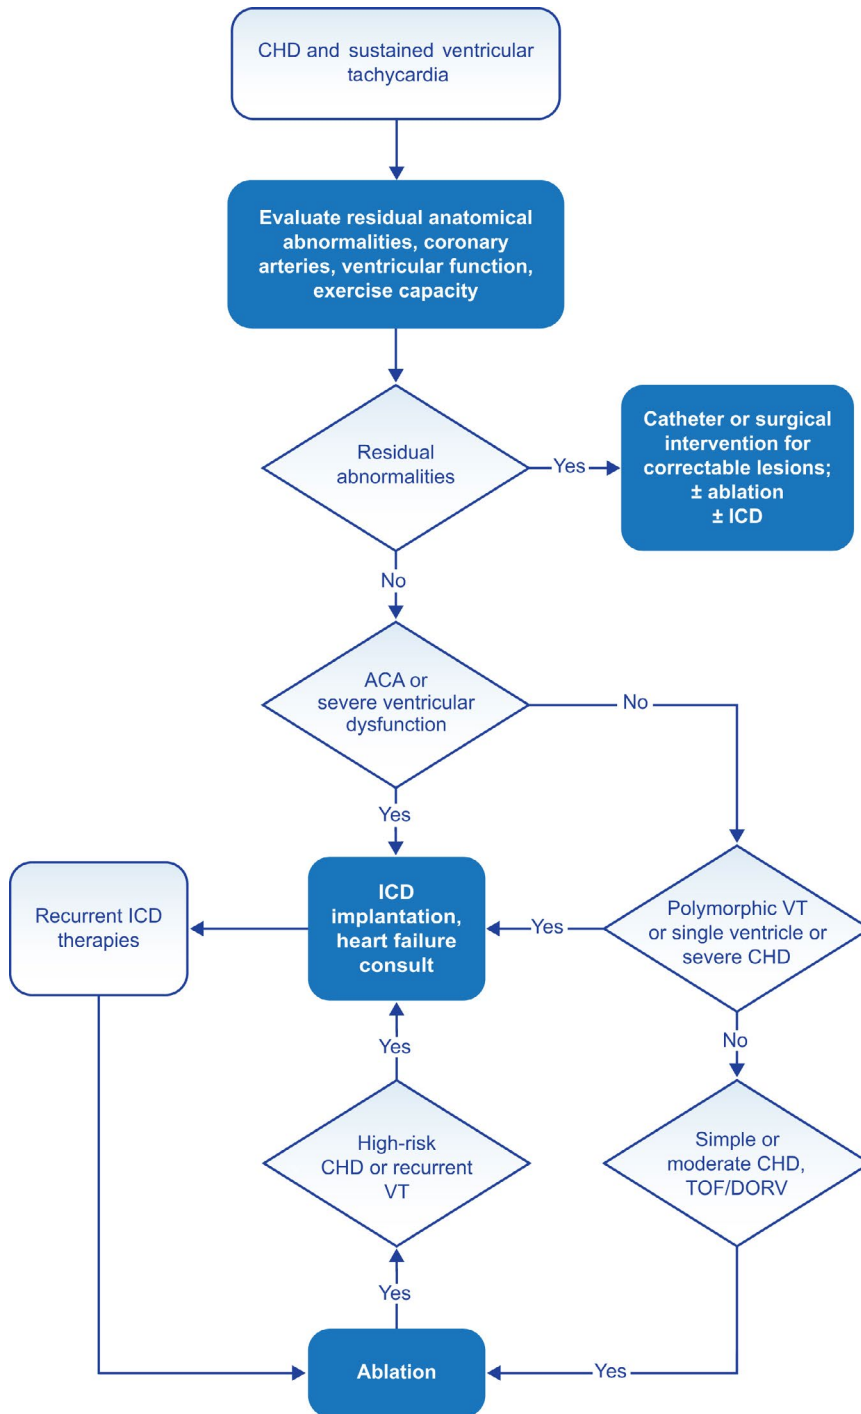 CHD and sustained ventricular
tachycardia
Evaluate residual anatomical
abnormalities, coronary
arteries, ventricular function,
exercise capacity
Residual
abnormalities
Yes
Catheter or surgical
intervention for
correctable lesions;
± ablation
± ICD
No
ACA or
severe ventricular
dysfunction
No
Yes
Recurrent ICD
therapies
ICD
implantation,
heart failure
consult
Yes
Polymorphic VT
or single ventricle or
severe CHD
Yes
No
High-risk
CHD or recurrent
VT
Simple or
moderate CHD,
TOF/DORV
Yes
Ablation
Yes